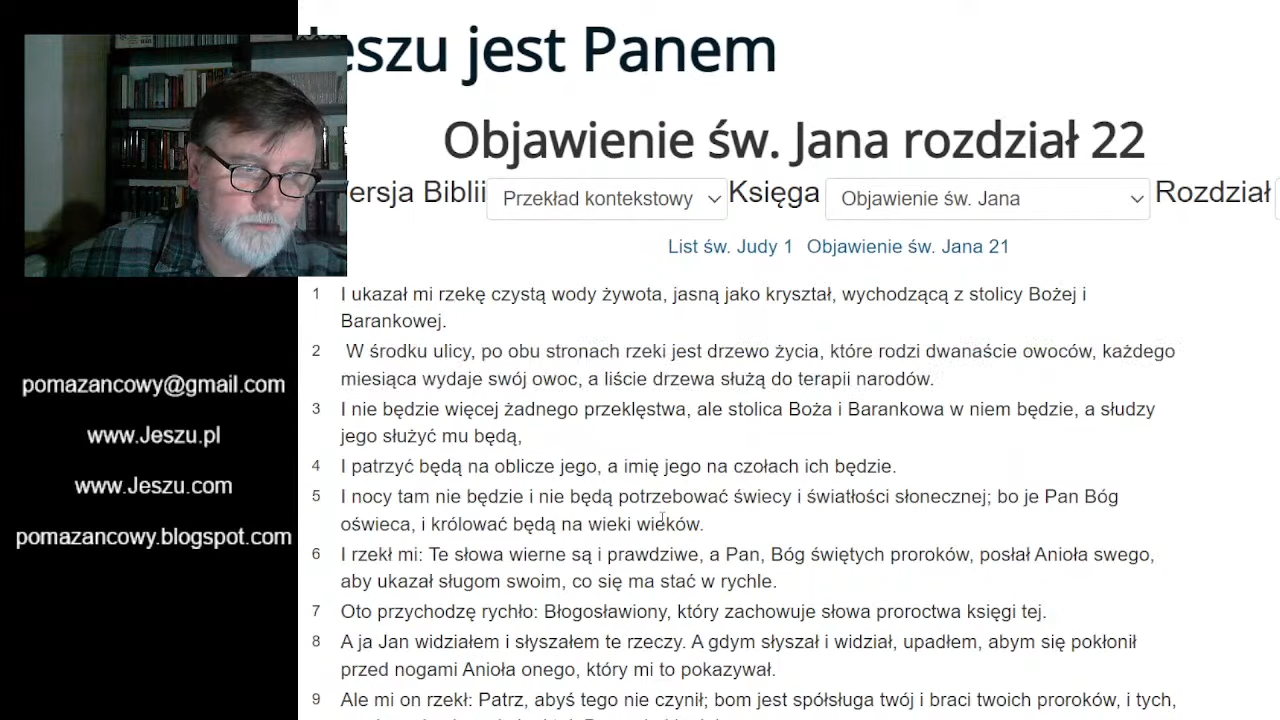 Jeszu jest Panem
Objawienie św. Jana rozdział 22
Wersja Biblii Przekład kontekstowy Księga Objawienie św. Jana Rozdział
List św. Judy 1 Objawienie św. Jana 21
1 I ukazał mi rzekę czystą wody żywota, jasną jako kryształ, wychodzącą z stolicy Bożej i
Barankowej.
2 W środku ulicy, po obu stronach rzeki jest drzewo życia, które rodzi dwanaście owoców, każdego
miesiąca wydaje swój owoc, a liście drzewa służą do terapii narodów.
3 I nie będzie więcej żadnego przeklęstwa, ale stolica Boża i Barankowa w niem będzie, a słudzy
jego służyć mu będą,
4 I patrzyć będą na oblicze jego, a imię jego na czołach ich będzie.
5 I nocy tam nie będzie i nie będą potrzebować świecy i światłości słonecznej; bo je Pan Bóg
oświeca, i królować będą na wieki wieków.
6 I rzekł mi: Te słowa wierne są i prawdziwe, a Pan, Bóg świętych proroków, posłał Anioła swego,
aby ukazał sługom swoim, co się ma stać w rychle.
7 Oto przychodzę rychło: Błogosławiony, który zachowuje słowa proroctwa księgi tej.
8 A ja Jan widziałem i słyszałem te rzeczy. A gdym słyszał i widział, upadłem, abym się pokłonił
przed nogami Anioła onego, który mi to pokazywał.
9 Ale mi on rzekł: Patrz, abyś tego nie czynił; bom jest spółsługa twój i braci twoich proroków, i tych,
pomazancowy@gmail.com
www.Jeszu.pl
www.Jeszu.com
pomazancowy.blogspot.com